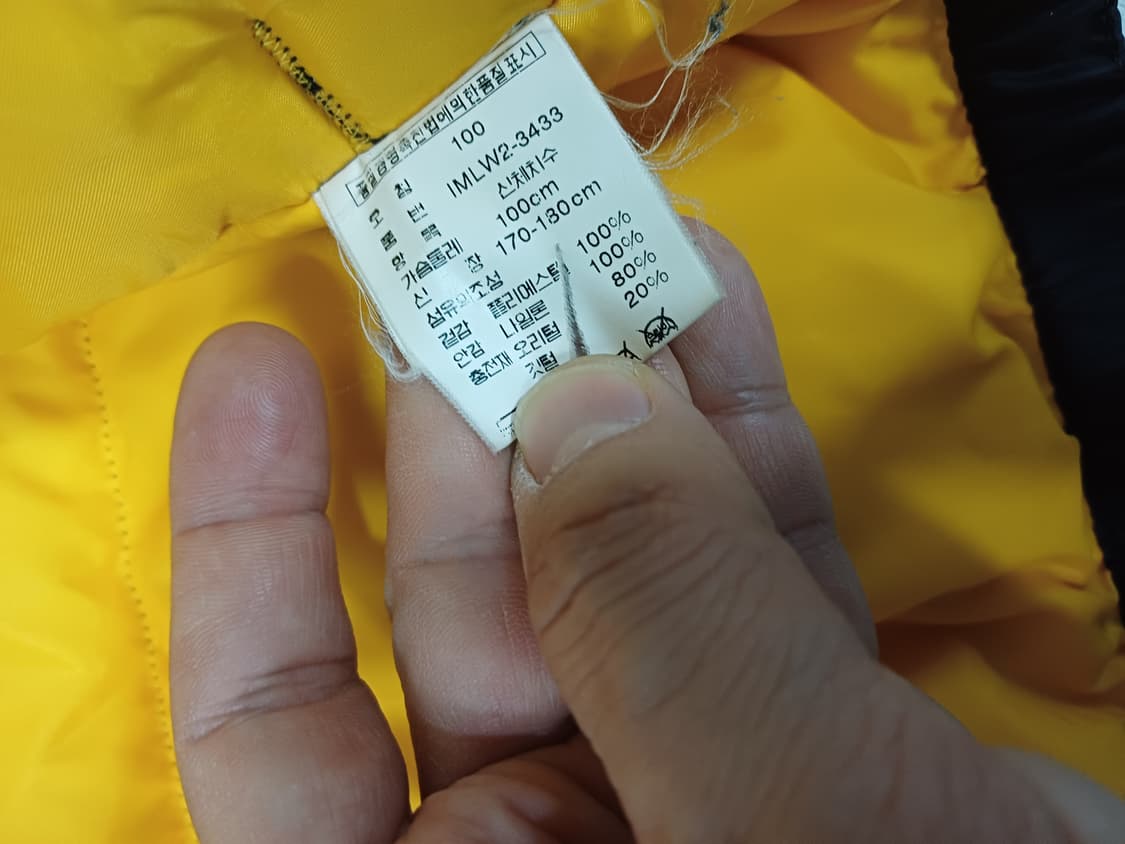 품질경영촉진법에의한품질표시
호 칭 100
품 번 IMLW2-3433
항 목 신체치수
가슴둘레 100cm
신 장 170-180cm
섬유의조성
겉감 폴리에스텔 100%
안감 나일론 100%
충전재 오리털 80%
깃털 20%